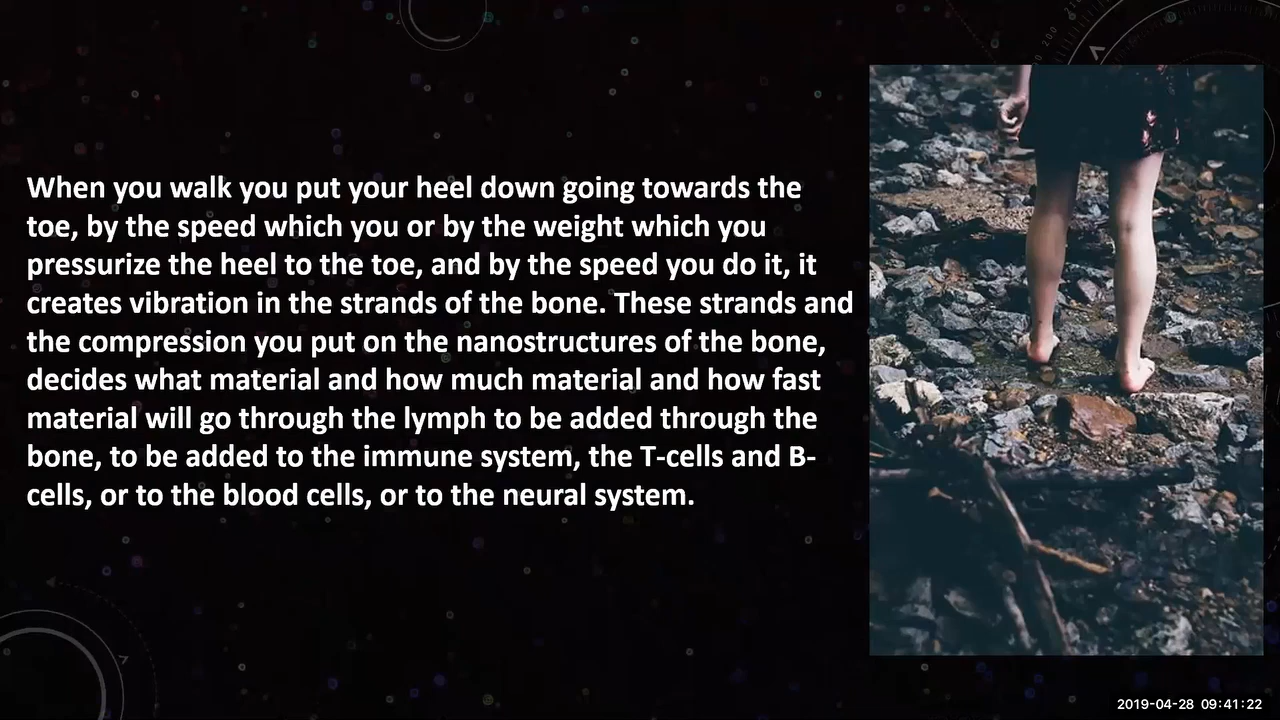 When you walk you put your heel down going towards the
toe, by the speed which you or by the weight which you
pressurize the heel to the toe, and by the speed you do it, it
creates vibration in the strands of the bone. These strands and
the compression you put on the nanostructures of the bone,
decides what material and how much material and how fast
material will go through the lymph to be added through the
bone, to be added to the immune system, the T-cells and B-
cells, or to the blood cells, or to the neural system.
200
2019-04-28 09:41:22